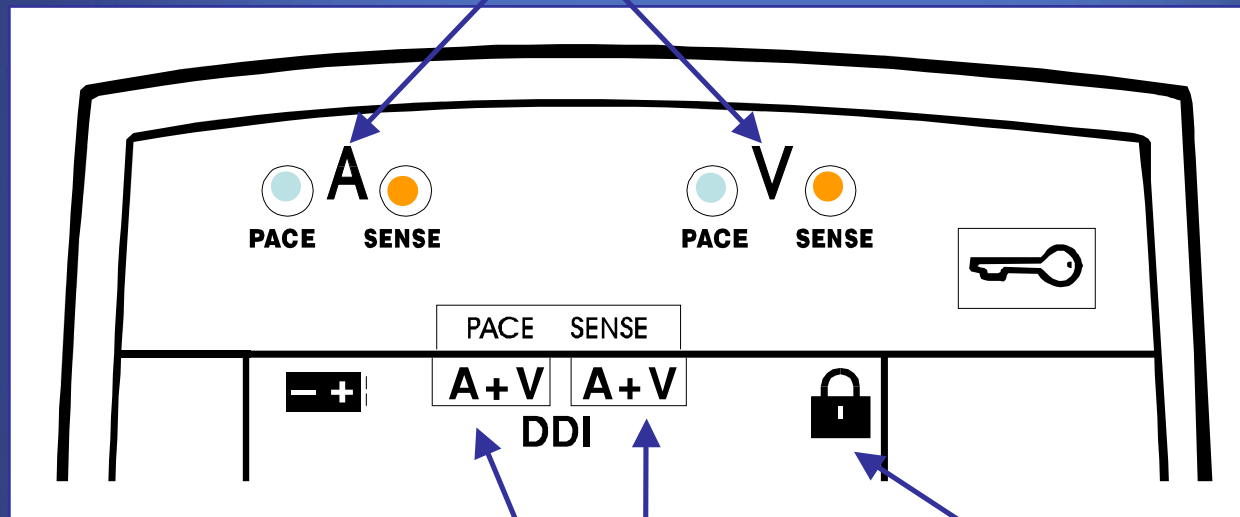 A V
PACE SENSE PACE SENSE
PACE SENSE
A+V A+V
DDI